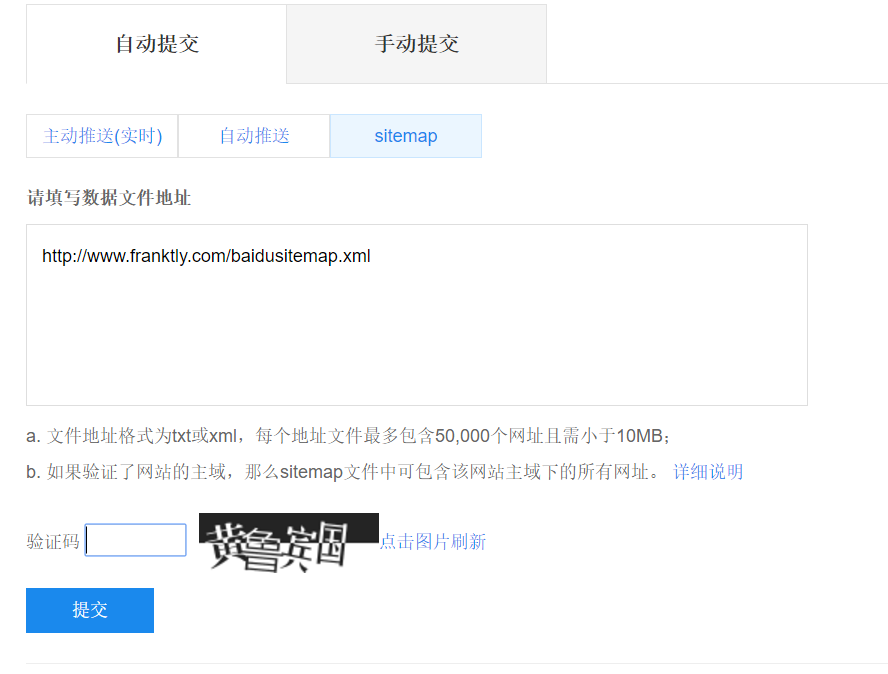 自动提交 手动提交
主动推送(实时) 自动推送 sitemap
请填写数据文件地址
http://www.franktly.com/baidusitemap.xml
a. 文件地址格式为txt或xml，每个地址文件最多包含50,000个网址且需小于10MB；
b. 如果验证了网站的主域，那么sitemap文件中可包含该网站主域下的所有网址。 详细说明
验证码 黄鲁宾国 点击图片刷新
提交